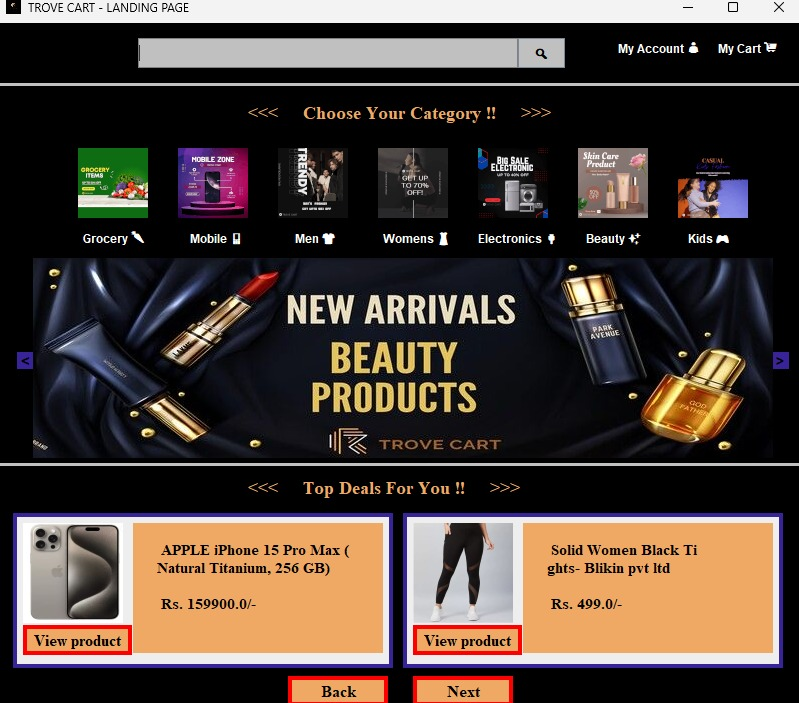 TROVE CART - LANDING PAGE
My Account
My Cart
<<< Choose Your Category !! >>>
GROCERY
ITEMS
MOBILE ZONE
TRENDY
GET UP
TO 70%
OFF!
BIG SALE
ELECTRONIC
UP TO 40% OFF
Skin Care
Product
CASUAL
Grocery
Mobile
Men
Womens
Electronics
Beauty
Kids
NEW ARRIVALS
BEAUTY
PRODUCTS
PARK
AVENUE
GOD
FATHER
TROVE CART
<
>
<<< Top Deals For You !! >>>
APPLE iPhone 15 Pro Max (
Natural Titanium, 256 GB)
Rs. 159900.0/-
View product
Solid Women Black Ti
ghts- Blikin pvt ltd
Rs. 499.0/-
View product
Back
Next